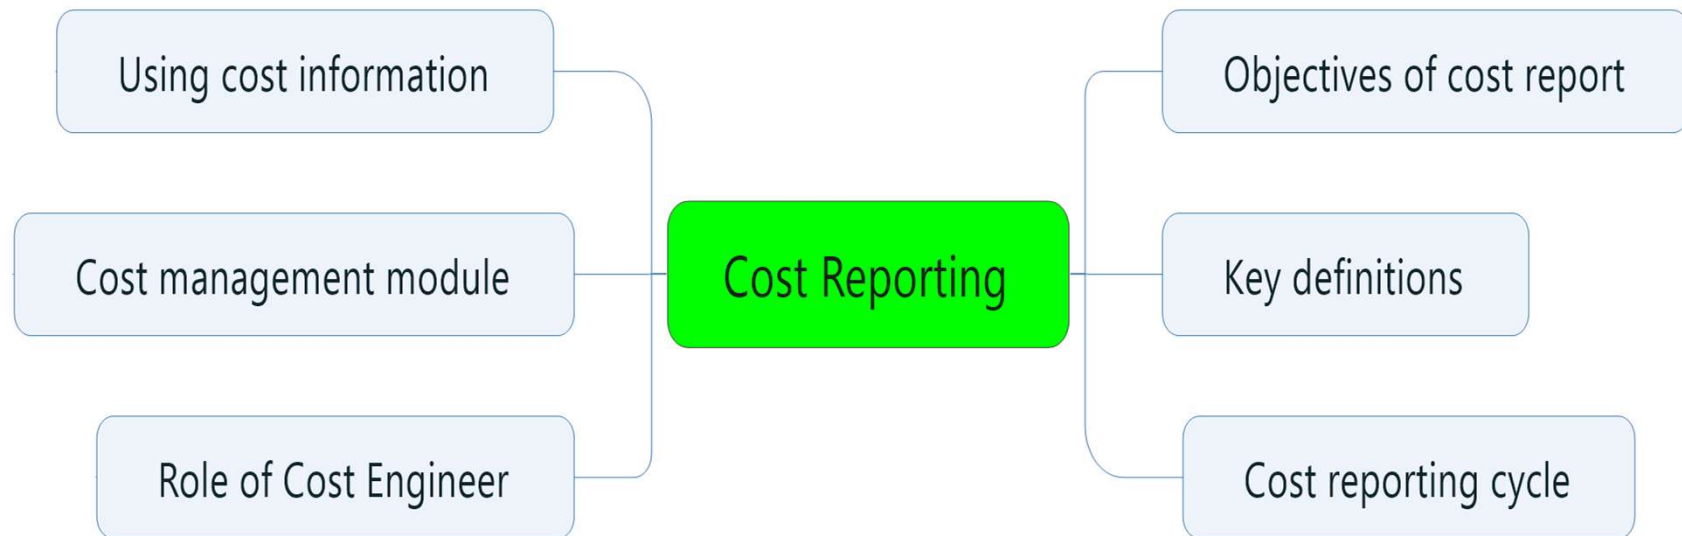 Using cost information
Objectives of cost report
Cost management module
Cost Reporting
Key definitions
Role of Cost Engineer
Cost reporting cycle